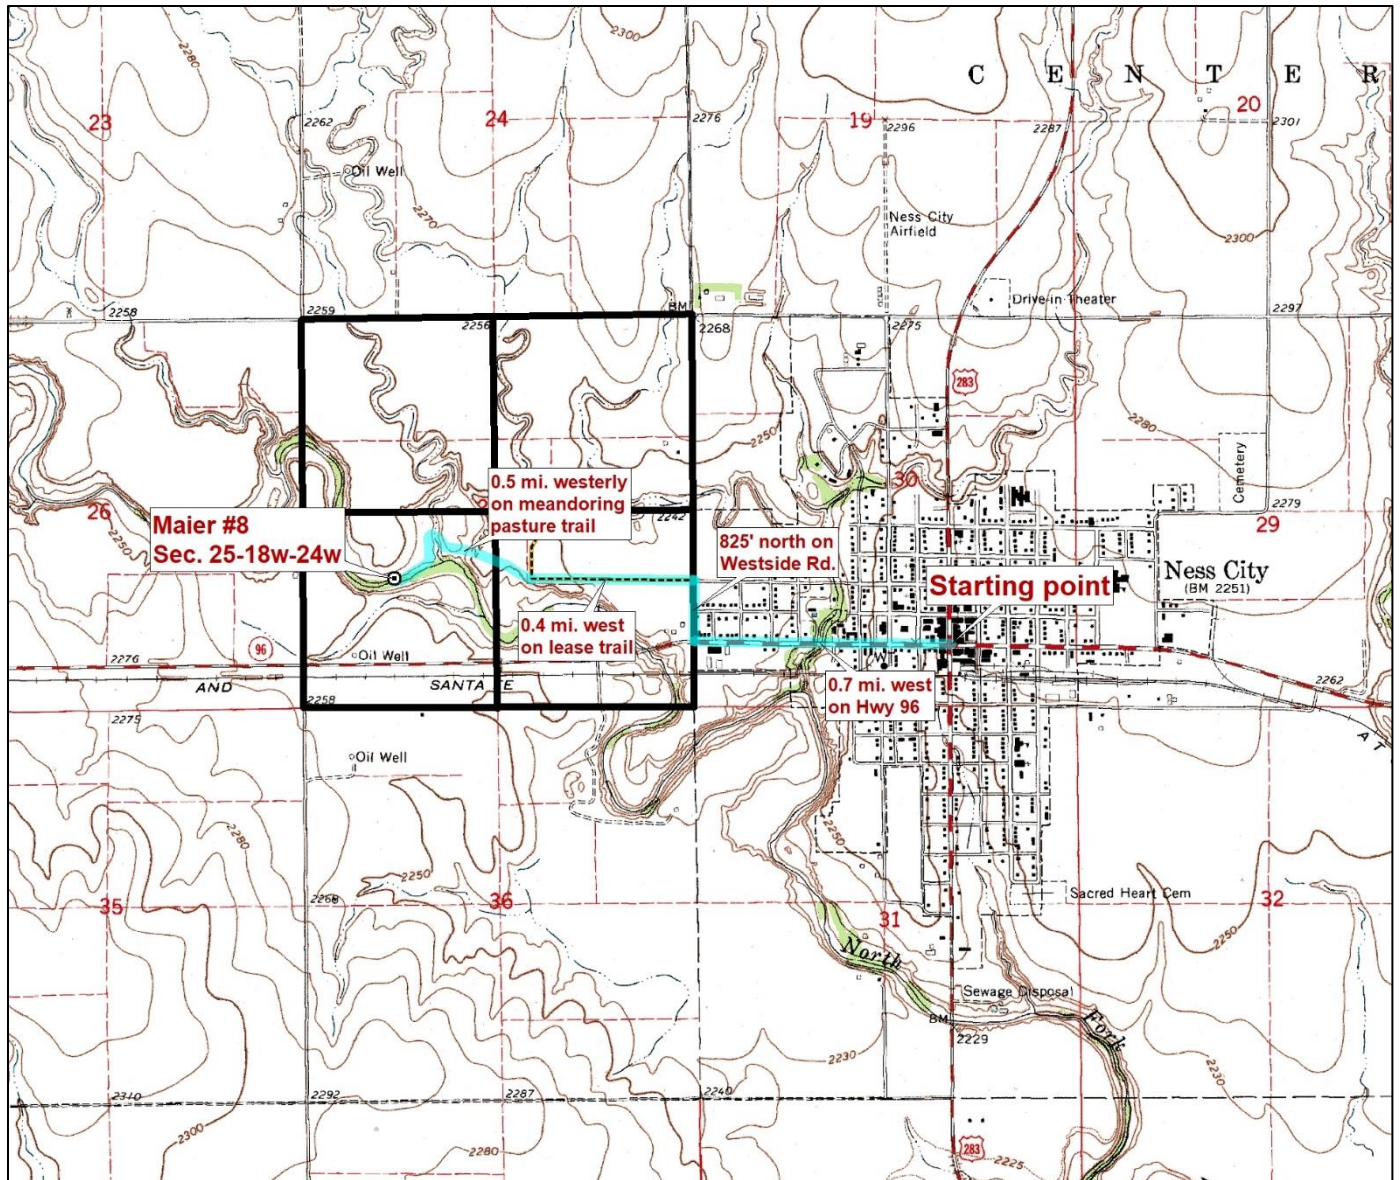 2280
2300
C E N T E R
23
2262
24
2276
19
2296
2287
20
2301
Oil Well
2270
Ness City
Airfield
2300
Drive-in Theater
2258
2259
2256
BM
2268
2275
2297
283
2250
2280
Cemetery
30
26
2250
0.5 mi. westerly
on meandoring
pasture trail
2242
2279
29
Maier #8
Sec. 25-18w-24w
825' north on
Westside Rd.
Starting point
Ness City
(BM 2251)
0.4 mi. west
on lease trail
96
2276
Oil Well
W
0.7 mi. west
on Hwy 96
AND
SANTA FE
2258
2262
2275
A T
Oil Well
2280
2250
2250
35
2268
36
Sacred Heart Cem
31
32
2250
North
Fork
Sewage Disposal
BM
2229
2230
2230
2310
2292
2287
2240
2300
2280
283
2225